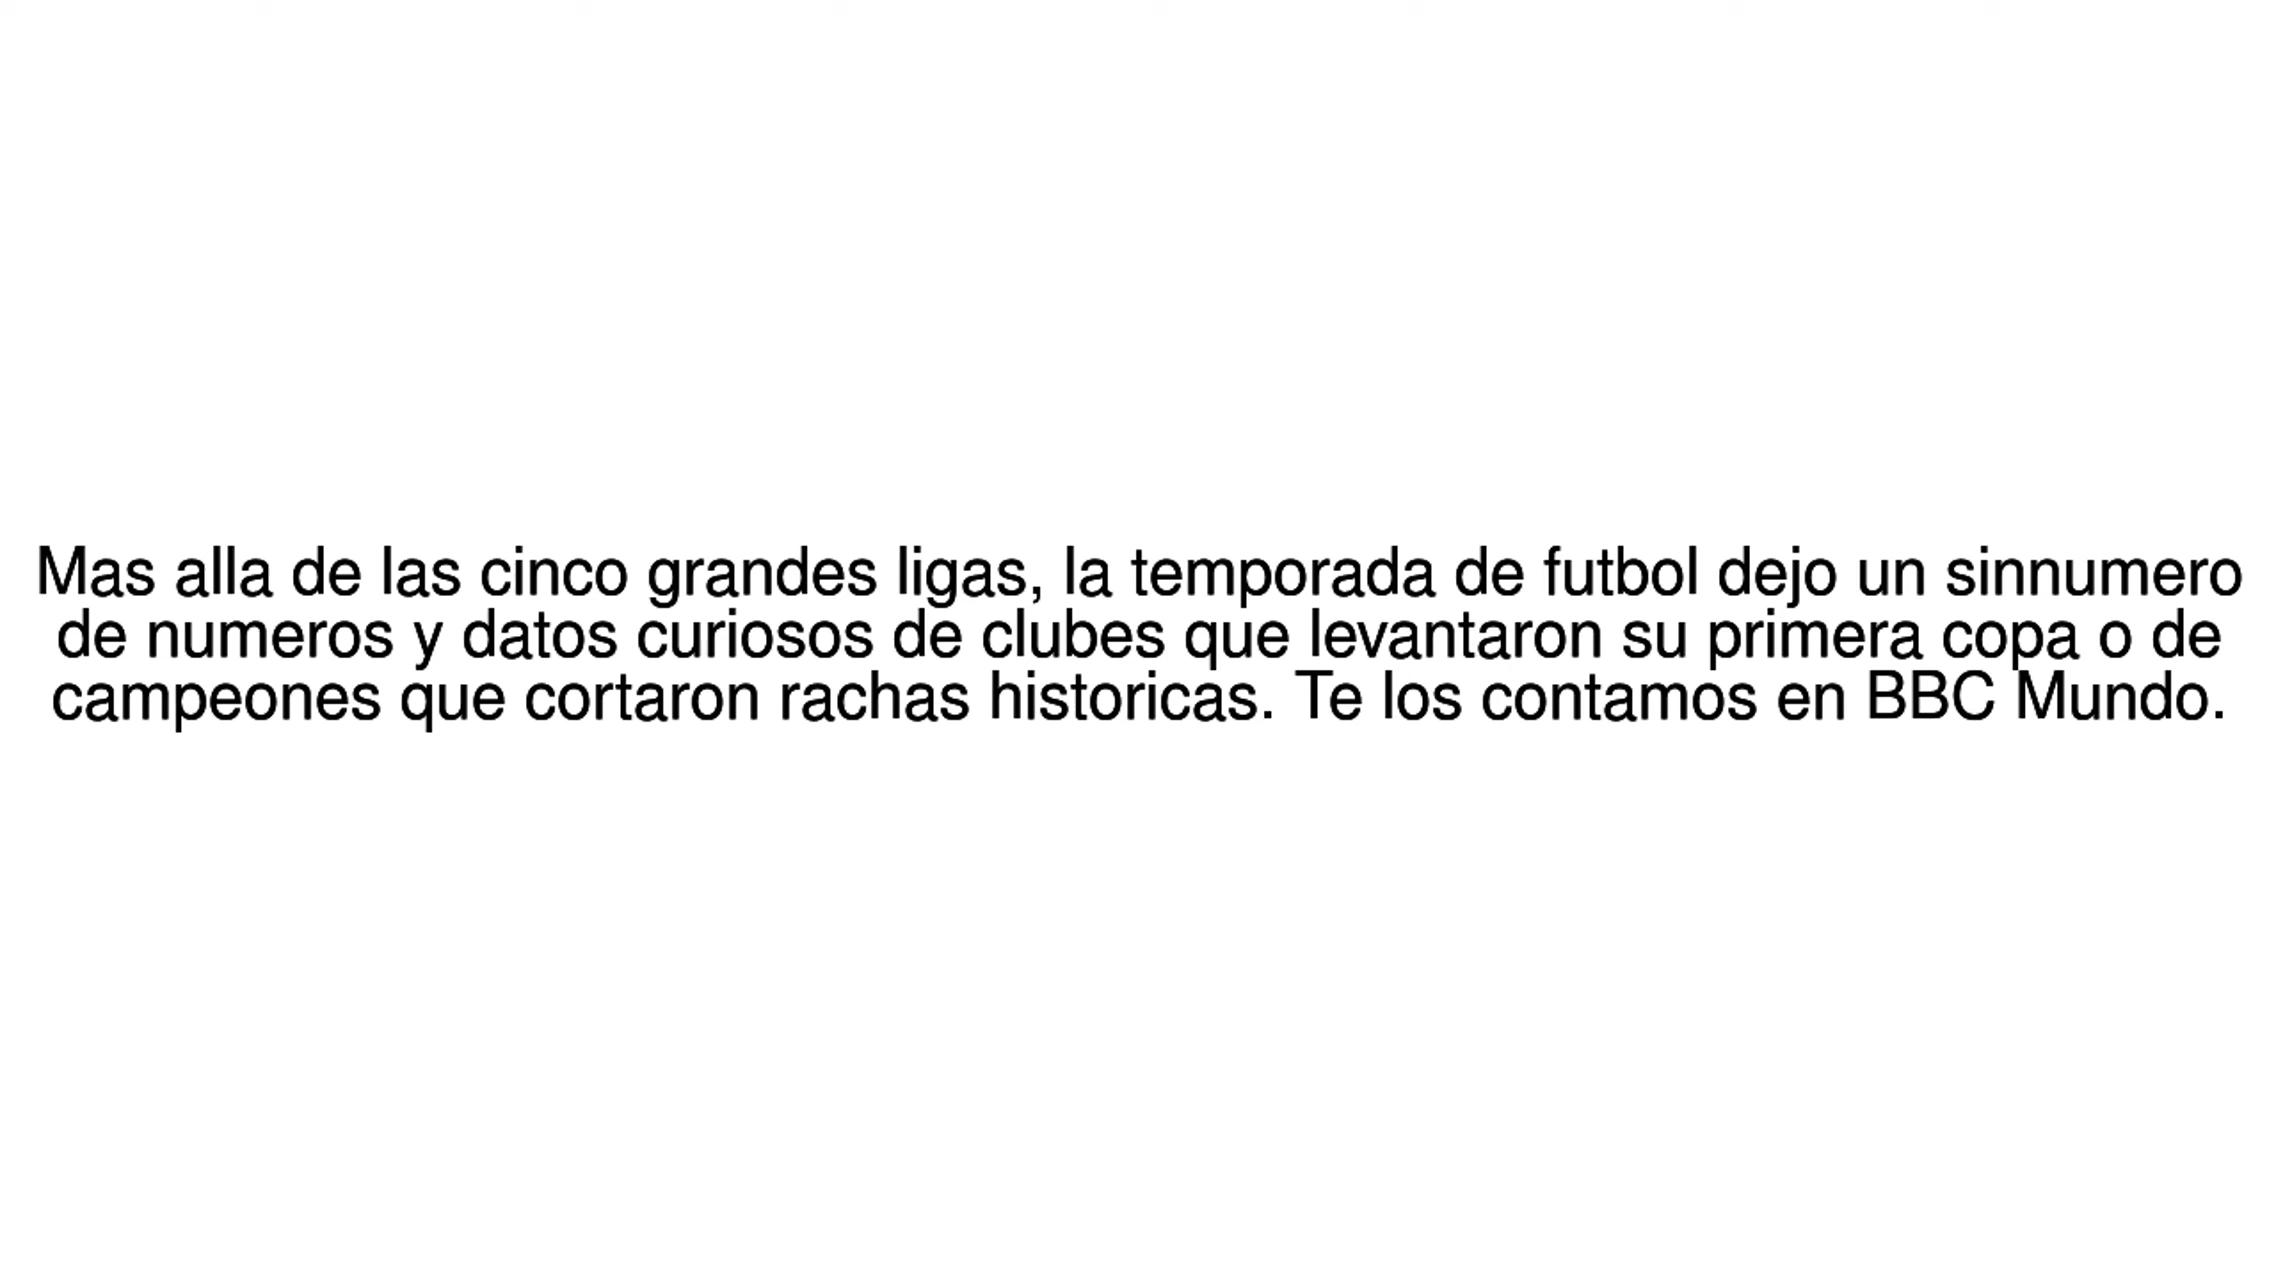 Mas alla de las cinco grandes ligas, la temporada de futbol dejo un sinnumero
de numeros y datos curiosos de clubes que levantaron su primera copa o de
campeones que cortaron rachas historicas. Te los contamos en BBC Mundo.